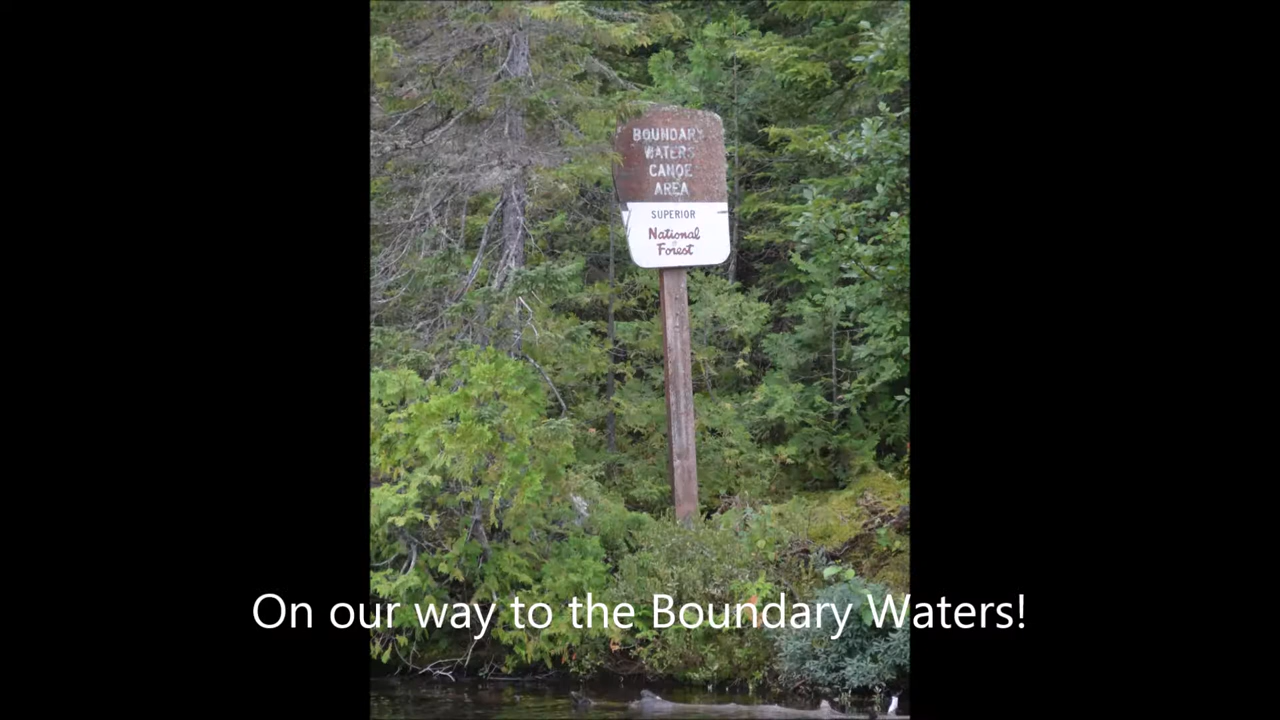 BOUNDARY
WATERS
CANOE
AREA
SUPERIOR
National
Forest
On our way to the Boundary Waters!